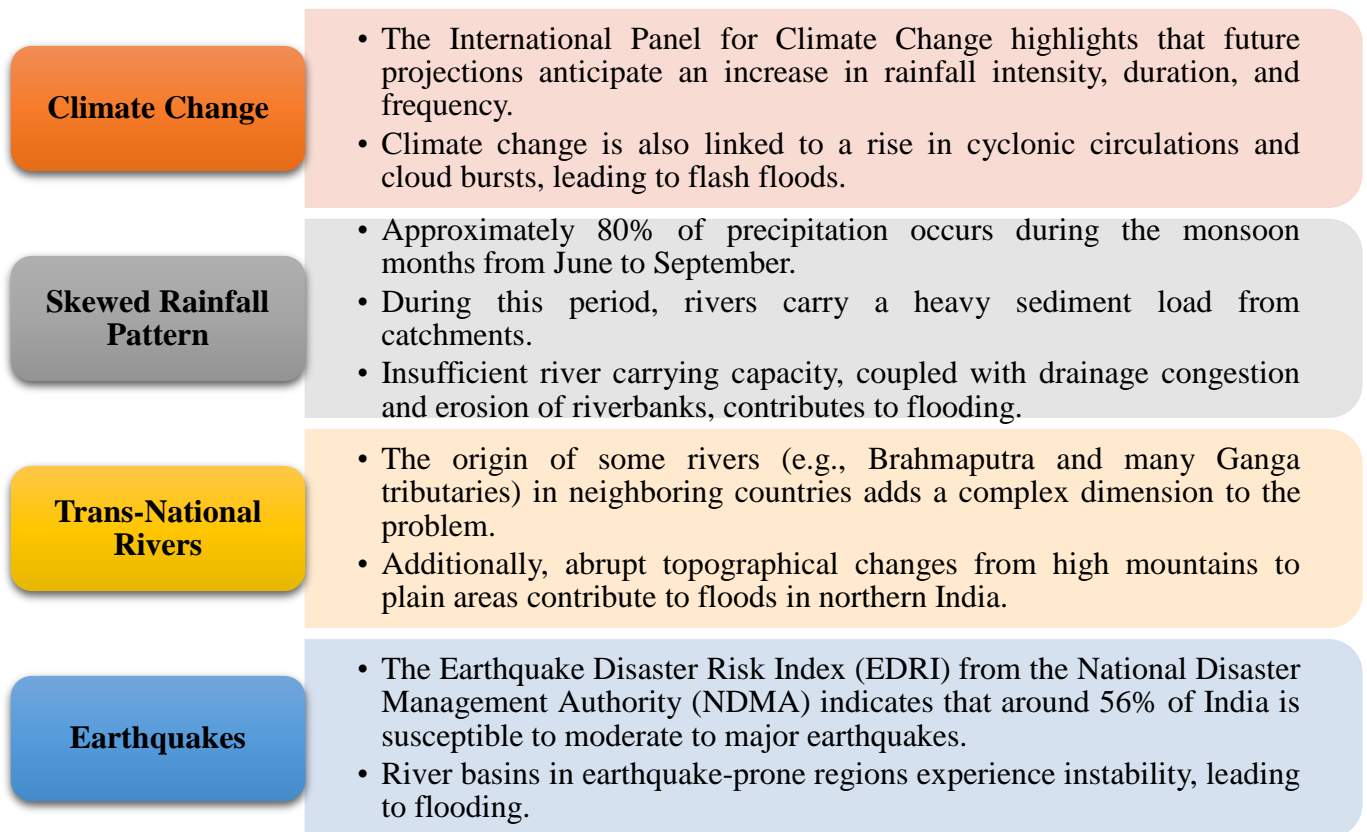 Climate Change
• The International Panel for Climate Change highlights that future
projections anticipate an increase in rainfall intensity, duration, and
frequency.
• Climate change is also linked to a rise in cyclonic circulations and
cloud bursts, leading to flash floods.
Skewed Rainfall
Pattern
• Approximately 80% of precipitation occurs during the monsoon
months from June to September.
• During this period, rivers carry a heavy sediment load from
catchments.
• Insufficient river carrying capacity, coupled with drainage congestion
and erosion of riverbanks, contributes to flooding.
Trans-National
Rivers
• The origin of some rivers (e.g., Brahmaputra and many Ganga
tributaries) in neighboring countries adds a complex dimension to the
problem.
• Additionally, abrupt topographical changes from high mountains to
plain areas contribute to floods in northern India.
Earthquakes
• The Earthquake Disaster Risk Index (EDRI) from the National Disaster
Management Authority (NDMA) indicates that around 56% of India is
susceptible to moderate to major earthquakes.
• River basins in earthquake-prone regions experience instability, leading
to flooding.